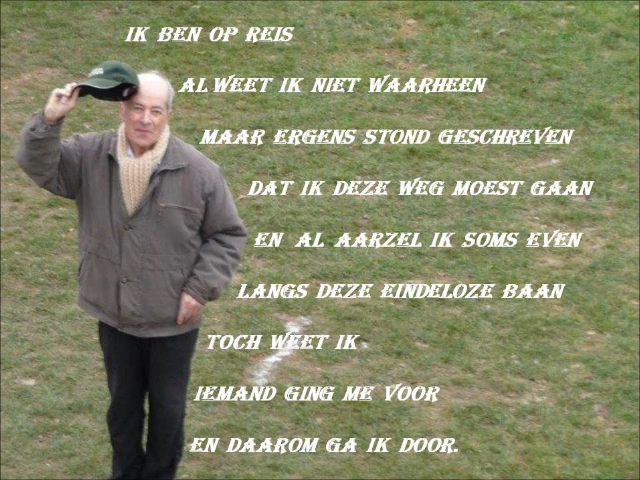 IK BEN OP REIS
AL WEET IK NIET WAARHEEN
MAAR ERGENS STOND GESCHREVEN
DAT IK DEZE WEG MOEST GAAN
EN AL AARZEL IK SOMS EVEN
LANGS DEZE EINDELOZE BAAN
TOCH WEET IK
IEMAND GING ME VOOR
EN DAAROM GA IK DOOR.